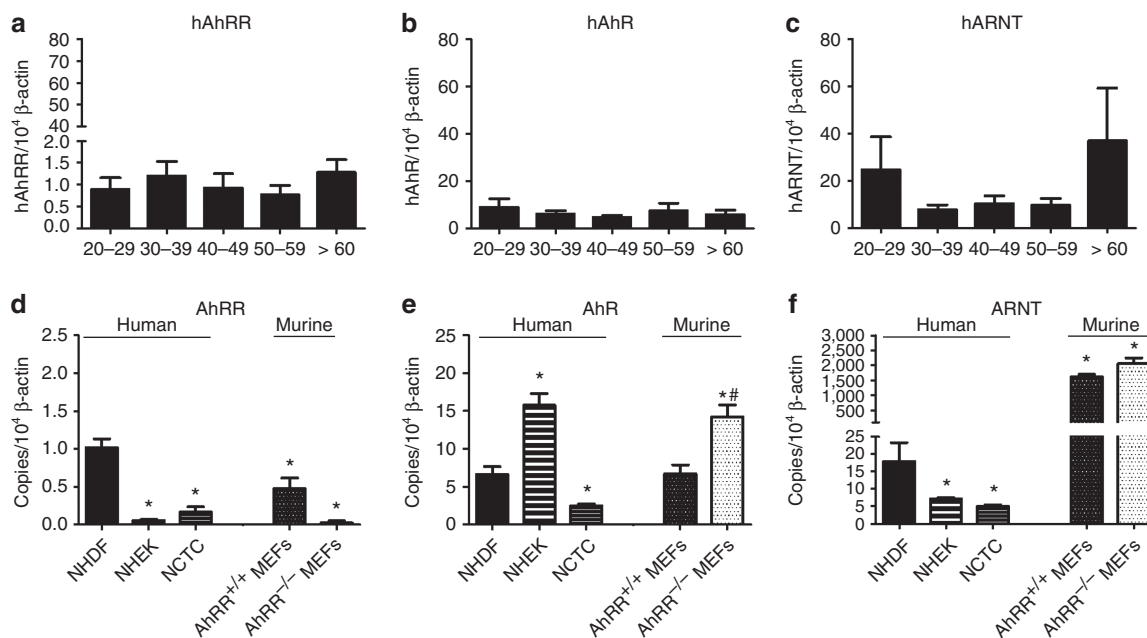 a
hAhRR
hAhRR/10⁴ β-actin
80
70
60
50
40
2.0
1.5
1.0
0.5
0.0
20–29 30–39 40–49 50–59 > 60
b
hAhR
hAhR/10⁴ β-actin
80
60
40
20
0
20–29 30–39 40–49 50–59 > 60
c
hARNT
hARNT/10⁴ β-actin
80
60
40
20
0
20–29 30–39 40–49 50–59 > 60
d
AhRR
Human Murine
Copies/10⁴ β-actin
2.5
2.0
1.5
1.0
0.5
0.0
* * * *
NHDF
NHEK
NCTC
AhRR⁺/⁺ MEFs
AhRR⁻/⁻ MEFs
e
AhR
Human Murine
Copies/10⁴ β-actin
25
20
15
10
5
0
* * *#
NHDF
NHEK
NCTC
AhRR⁺/⁺ MEFs
AhRR⁻/⁻ MEFs
f
ARNT
Human Murine
Copies/10⁴ β-actin
3,000
2,500
2,000
1,500
1,000
500
25
20
15
10
5
0
* * * *
NHDF
NHEK
NCTC
AhRR⁺/⁺ MEFs
AhRR⁻/⁻ MEFs